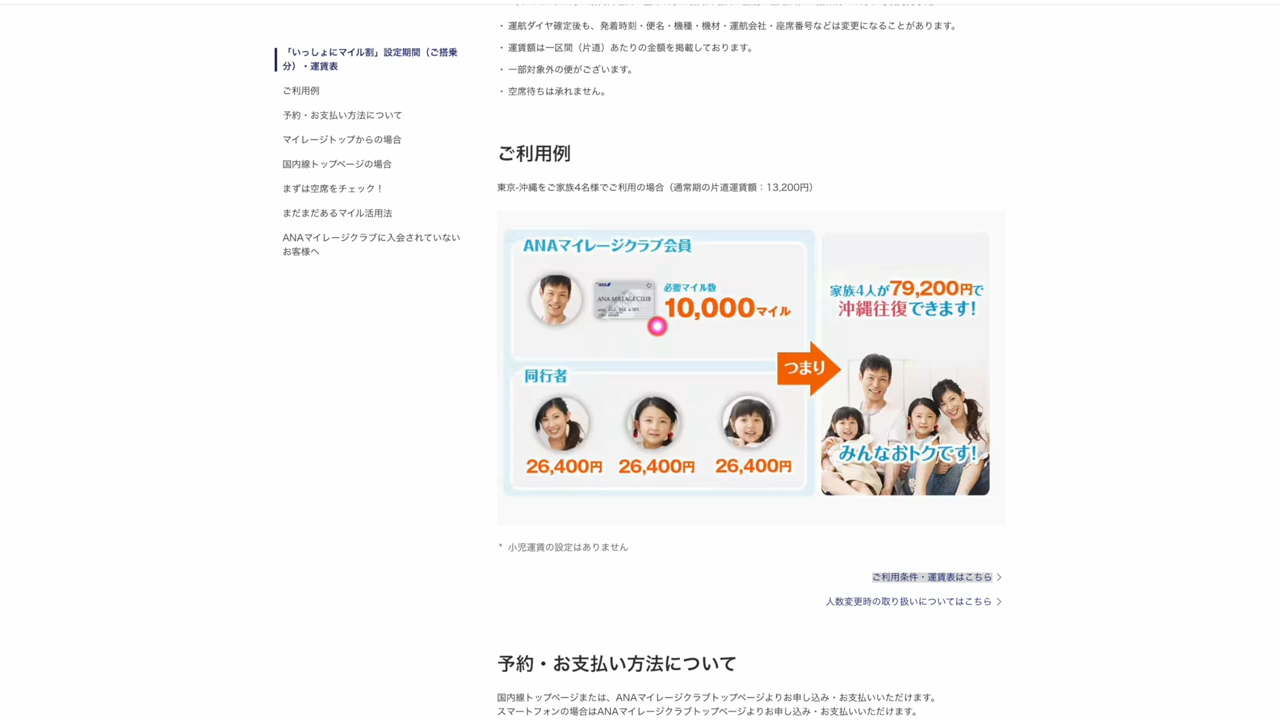 ・ 運航ダイヤ確定後も、発着時刻・便名・機種・機材・運航会社・座席番号などは変更になることがあります。
・ 運賃額は一区間（片道）あたりの金額を掲載しております。
・ 一部対象外の便がございます。
・ 空席待ちは承れません。
「いっしょにマイル割」設定期間（ご搭乗
分）・運賃表
ご利用例
予約・お支払い方法について
マイレージトップからの場合
国内線トップページの場合
まずは空席をチェック！
まだまだあるマイル活用法
ANAマイレージクラブに入会されていない
お客様へ
ご利用例
東京-沖縄をご家族4名様でご利用の場合（通常期の片道運賃額：13,200円）
ANAマイレージクラブ会員
ANA
ANA MILEAGE CLUB
必要マイル数
10,000マイル
同行者
26,400円 26,400円 26,400円
つまり
家族4人が79,200円で
沖縄往復できます！
みんなおトクです！
* 小児運賃の設定はありません
ご利用条件・運賃表はこちら
人数変更時の取り扱いについてはこちら
予約・お支払い方法について
国内線トップページまたは、ANAマイレージクラブトップページよりお申し込み・お支払いいただけます。
スマートフォンの場合はANAマイレージクラブトップページよりお申し込み・お支払いいただけます。